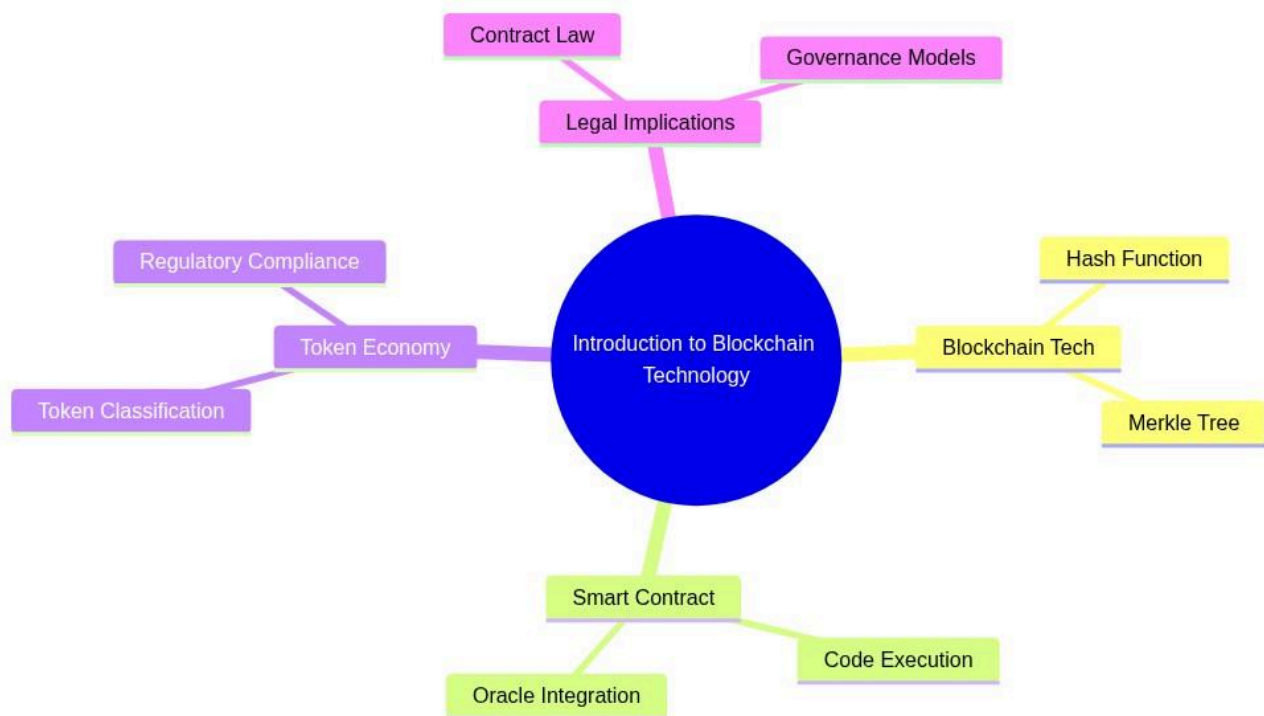 Contract Law
Governance Models
Legal Implications
Regulatory Compliance
Hash Function
Token Economy
Introduction to Blockchain
Technology
Blockchain Tech
Token Classification
Merkle Tree
Smart Contract
Code Execution
Oracle Integration